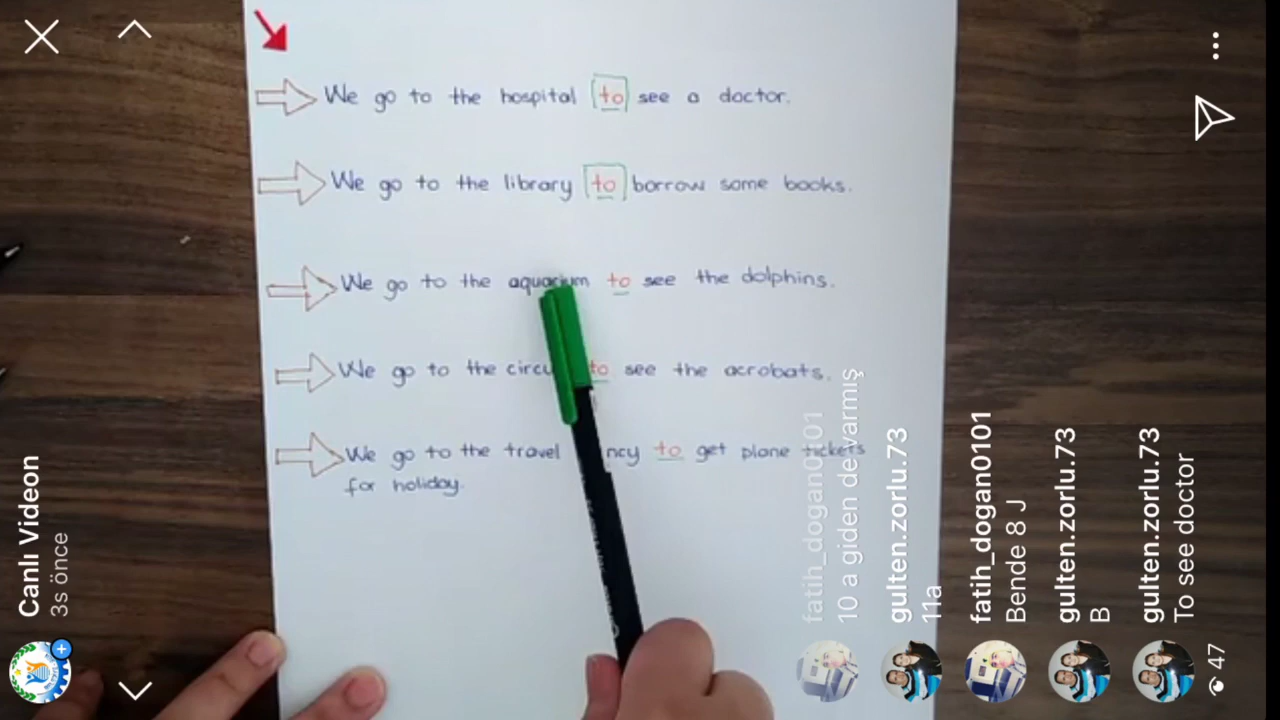 We go to the hospital to see a doctor.
We go to the library to borrow some books.
We go to the aquarium to see the dolphins.
We go to the to see the acrobats.
We go to the travel to get plane tickets
for holiday.
Canlı Videon
3s önce
fatih_dogan0101
10 a giden de varmış
gulten.zorlu.73
11a
fatih_dogan0101
Bende 8 J
gulten.zorlu.73
B
gulten.zorlu.73
To see doctor
47